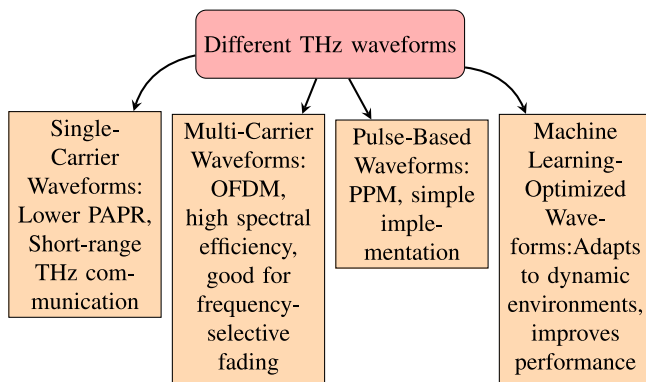 Different THz waveforms
Single-
Carrier
Waveforms:
Lower PAPR,
Short-range
THz com-
munication
Multi-Carrier
Waveforms:
OFDM,
high spectral
efficiency,
good for
frequency-
selective
fading
Pulse-Based
Waveforms:
PPM, simple
imple-
mentation
Machine
Learning-
Optimized
Wave-
forms:Adapts
to dynamic
environments,
improves
performance